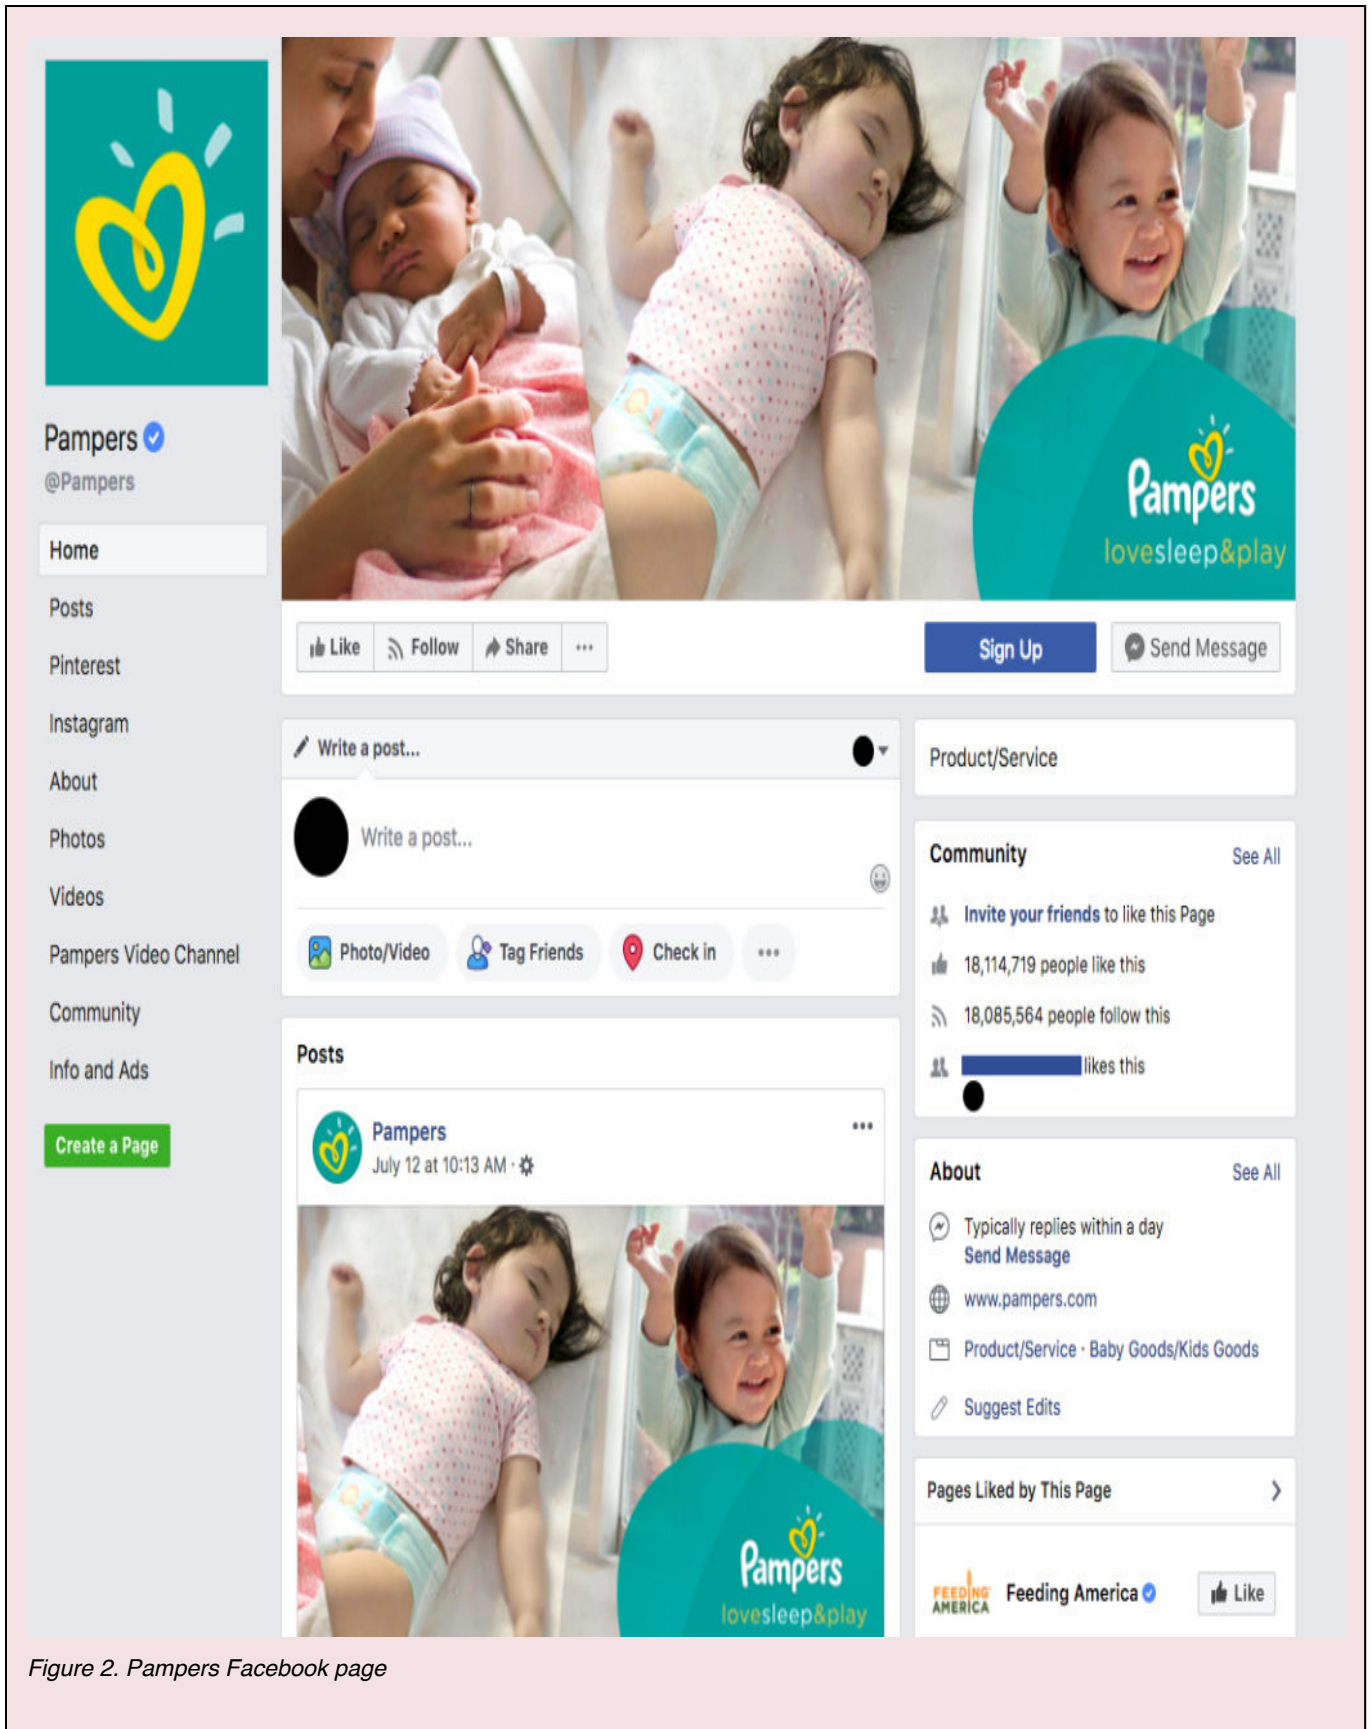 Pampers
@Pampers
Home
Posts
Pinterest
Instagram
About
Photos
Videos
Pampers Video Channel
Community
Info and Ads
Create a Page
Pampers
lovesleep&play
Like
Follow
Share
Sign Up
Send Message
Write a post...
Write a post...
Photo/Video
Tag Friends
Check in
Posts
Pampers
July 12 at 10:13 AM ·
Pampers
lovesleep&play
Product/Service
Community
See All
Invite your friends to like this Page
18,114,719 people like this
18,085,564 people follow this
likes this
About
See All
Typically replies within a day
Send Message
www.pampers.com
Product/Service · Baby Goods/Kids Goods
Suggest Edits
Pages Liked by This Page
FEEDING
AMERICA
Feeding America
Like
Figure 2. Pampers Facebook page